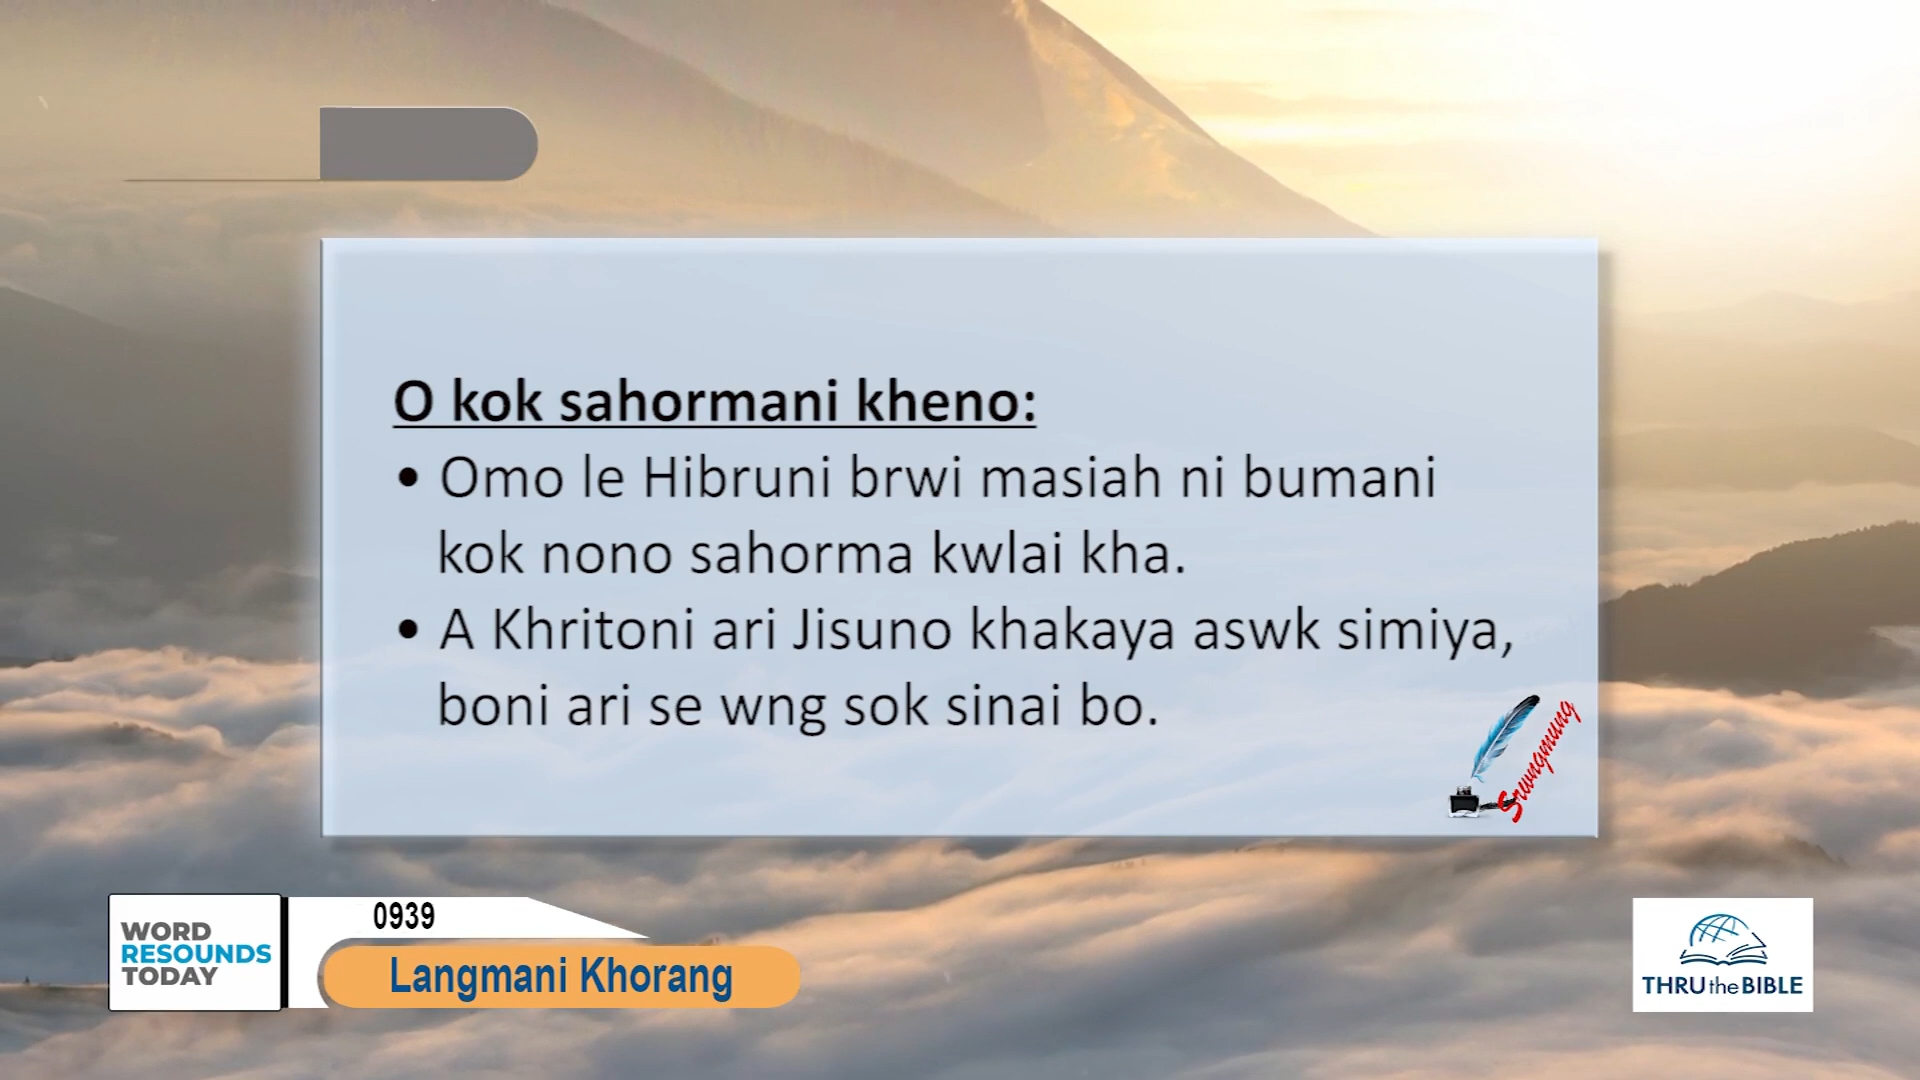 O kok sahormani kheno:
• Omo le Hibruni brwi masiah ni bumani
kok nono sahorma kwlai kha.
• A Khritoni ari Jisuno khakaya aswk simiya,
boni ari se wng sok sinai bo.
Srwngmung
0939
Langmani Khorang
WORD
RESOUNDS
TODAY
THRU the BIBLE